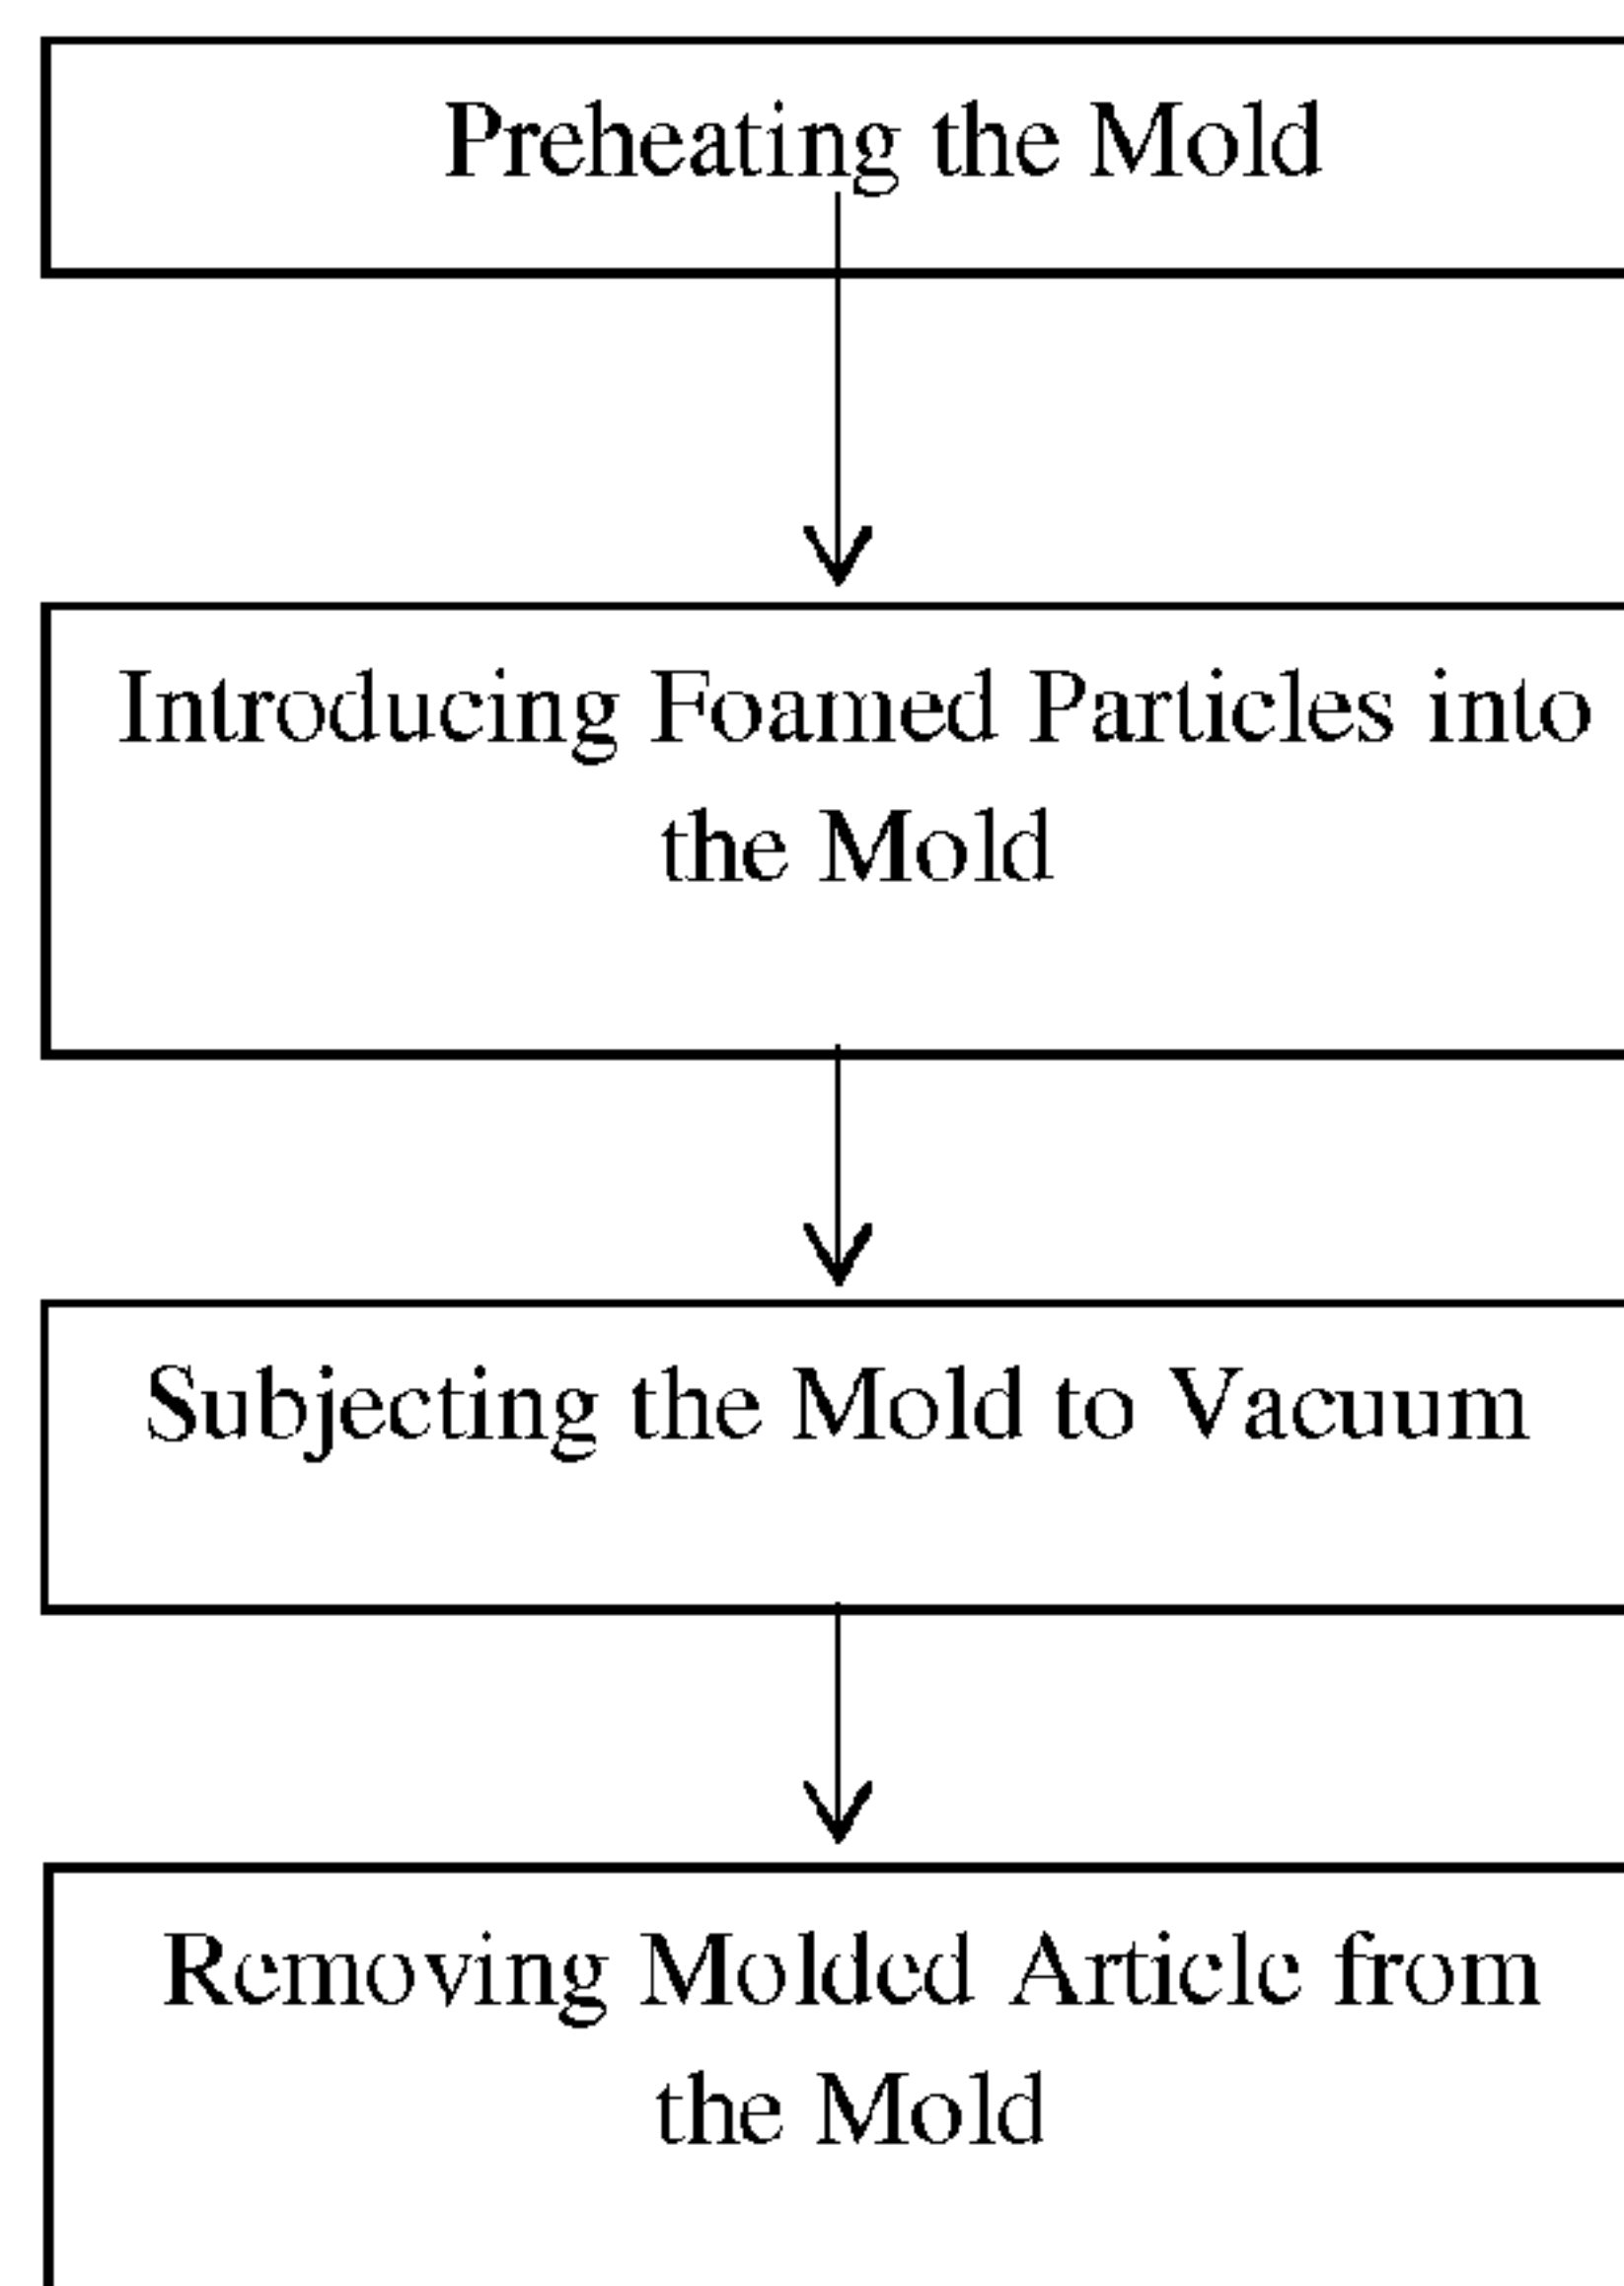 Preheating the Mold
Introducing Foamed Particles into
the Mold
Subjecting the Mold to Vacuum
Removing Molded Article from
the Mold